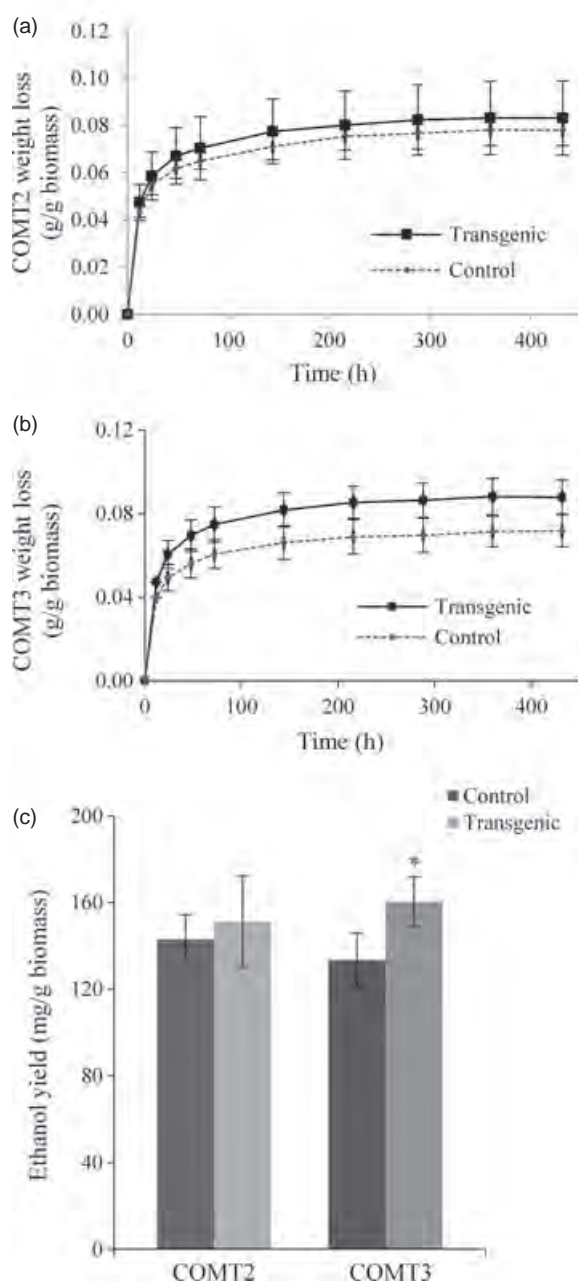 (a)
COMT2 weight loss
(g/g biomass)
0.12
0.10
0.08
0.06
0.04
0.02
0.00
Transgenic
Control
100
200
300
400
Time (h)
(b)
COMT3 weight loss
(g/g biomass)
0.12
0.08
0.04
0.00
Transgenic
Control
0
100
200
300
400
Time (h)
(c)
Ethanol yield (mg/g biomass)
200
160
120
80
40
0
Control
Transgenic
*
COMT2
COMT3